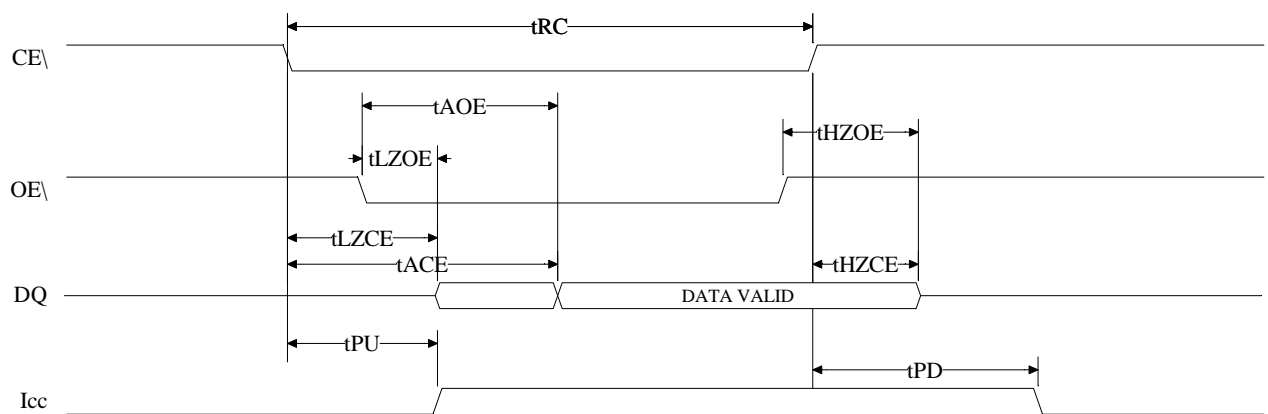 tRC
CE\
tAOE
tHZOE
tLZOE
OE\
tLZCE
tACE
tHZCE
DQ
DATA VALID
tPU
tPD
Icc